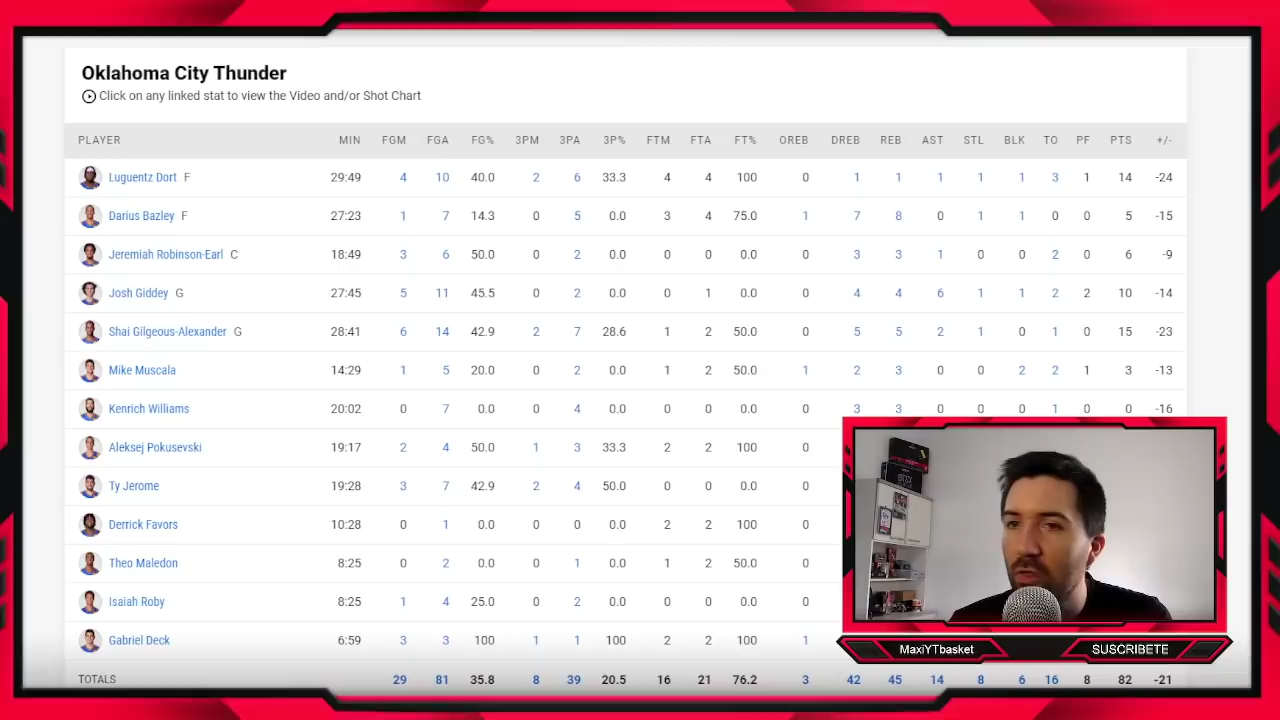 Oklahoma City Thunder
Click on any linked stat to view the Video and/or Shot Chart
PLAYER MIN FGM FGA FG% 3PM 3PA 3P% FTM FTA FT% OREB DREB REB AST STL BLK TO PF PTS +/-
Luguentz Dort F 29:49 4 10 40.0 2 6 33.3 4 4 100 0 1 1 1 1 1 3 1 14 -24
Darius Bazley F 27:23 1 7 14.3 0 5 0.0 3 4 75.0 1 7 8 0 1 1 0 0 5 -15
Jeremiah Robinson-Earl C 18:49 3 6 50.0 0 2 0.0 0 0 0.0 0 3 3 1 0 0 2 0 6 -9
Josh Giddey G 27:45 5 11 45.5 0 2 0.0 0 1 0.0 0 4 4 6 1 1 2 2 10 -14
Shai Gilgeous-Alexander G 28:41 6 14 42.9 2 7 28.6 1 2 50.0 0 5 5 2 1 0 1 0 15 -23
Mike Muscala 14:29 1 5 20.0 0 2 0.0 1 2 50.0 1 2 3 0 0 2 2 1 3 -13
Kenrich Williams 20:02 0 7 0.0 0 4 0.0 0 0 0.0 0 3 3 0 0 0 1 0 0 -16
Aleksej Pokusevski 19:17 2 4 50.0 1 3 33.3 2 2 100 0
Ty Jerome 19:28 3 7 42.9 2 4 50.0 0 0 0.0 0
Derrick Favors 10:28 0 1 0.0 0 0 0.0 2 2 100 0
Theo Maledon 8:25 0 2 0.0 0 1 0.0 1 2 50.0 0
Isaiah Roby 8:25 1 4 25.0 0 2 0.0 0 0 0.0 0
Gabriel Deck 6:59 3 3 100 1 1 100 2 2 100 1
MaxiYTbasket SUSCRIBETE
TOTALS 29 81 35.8 8 39 20.5 16 21 76.2 3 42 45 14 8 6 16 8 82 -21